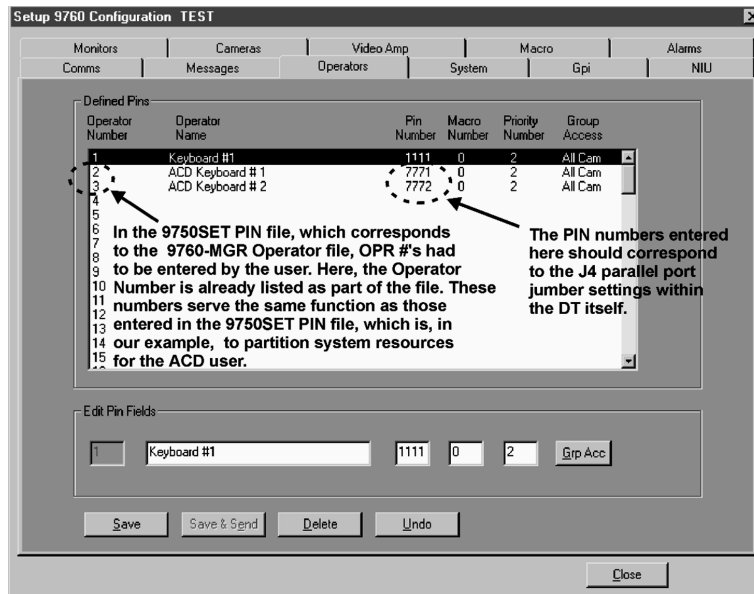 Setup 9760 Configuration TEST
Monitors Cameras Video Amp Macro Alarms
Comms Messages Operators System Gpi NIU
Defined Pins
Operator Number Operator Name Pin Number Macro Number Priority Number Group Access
1 Keyboard #1 1111 0 2 All Cam
2 ACD Keyboard # 1 7771 0 2 All Cam
3 ACD Keyboard # 2 7772 0 2 All Cam
4
5
6
7
8
9
10
11
12
13
14
15
In the 9750SET PIN file, which corresponds
to the 9760-MGR Operator file, OPR #'s had
to be entered by the user. Here, the Operator
Number is already listed as part of the file. These
numbers serve the same function as those
entered in the 9750SET PIN file, which is, in
our example, to partition system resources
for the ACD user.
The PIN numbers entered
here should correspond
to the J4 parallel port
jumber settings within
the DT itself.
Edit Pin Fields
1 Keyboard #1 1111 0 2 Grp Acc
Save Save & Send Delete Undo
Close